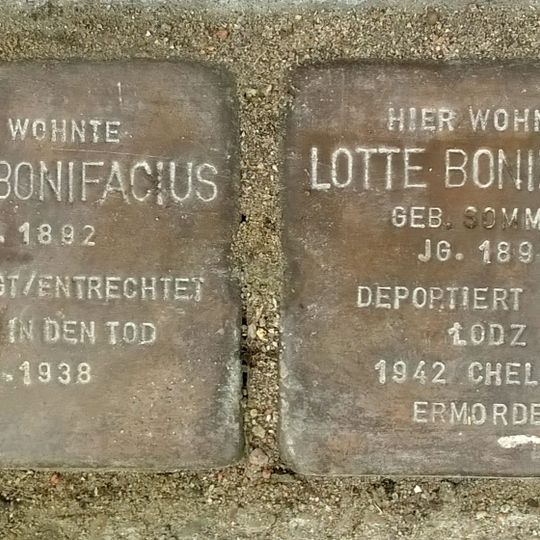 WOHNTE
BONIFACIUS
. 1892
GT/ENTRECHTET
IN DEN TOD
.1938
HIER WOHN
LOTTE BONI
GEB. SOMM
JG. 189
DEPORTIERT
LODZ
1942 CHEL
ERMORDE